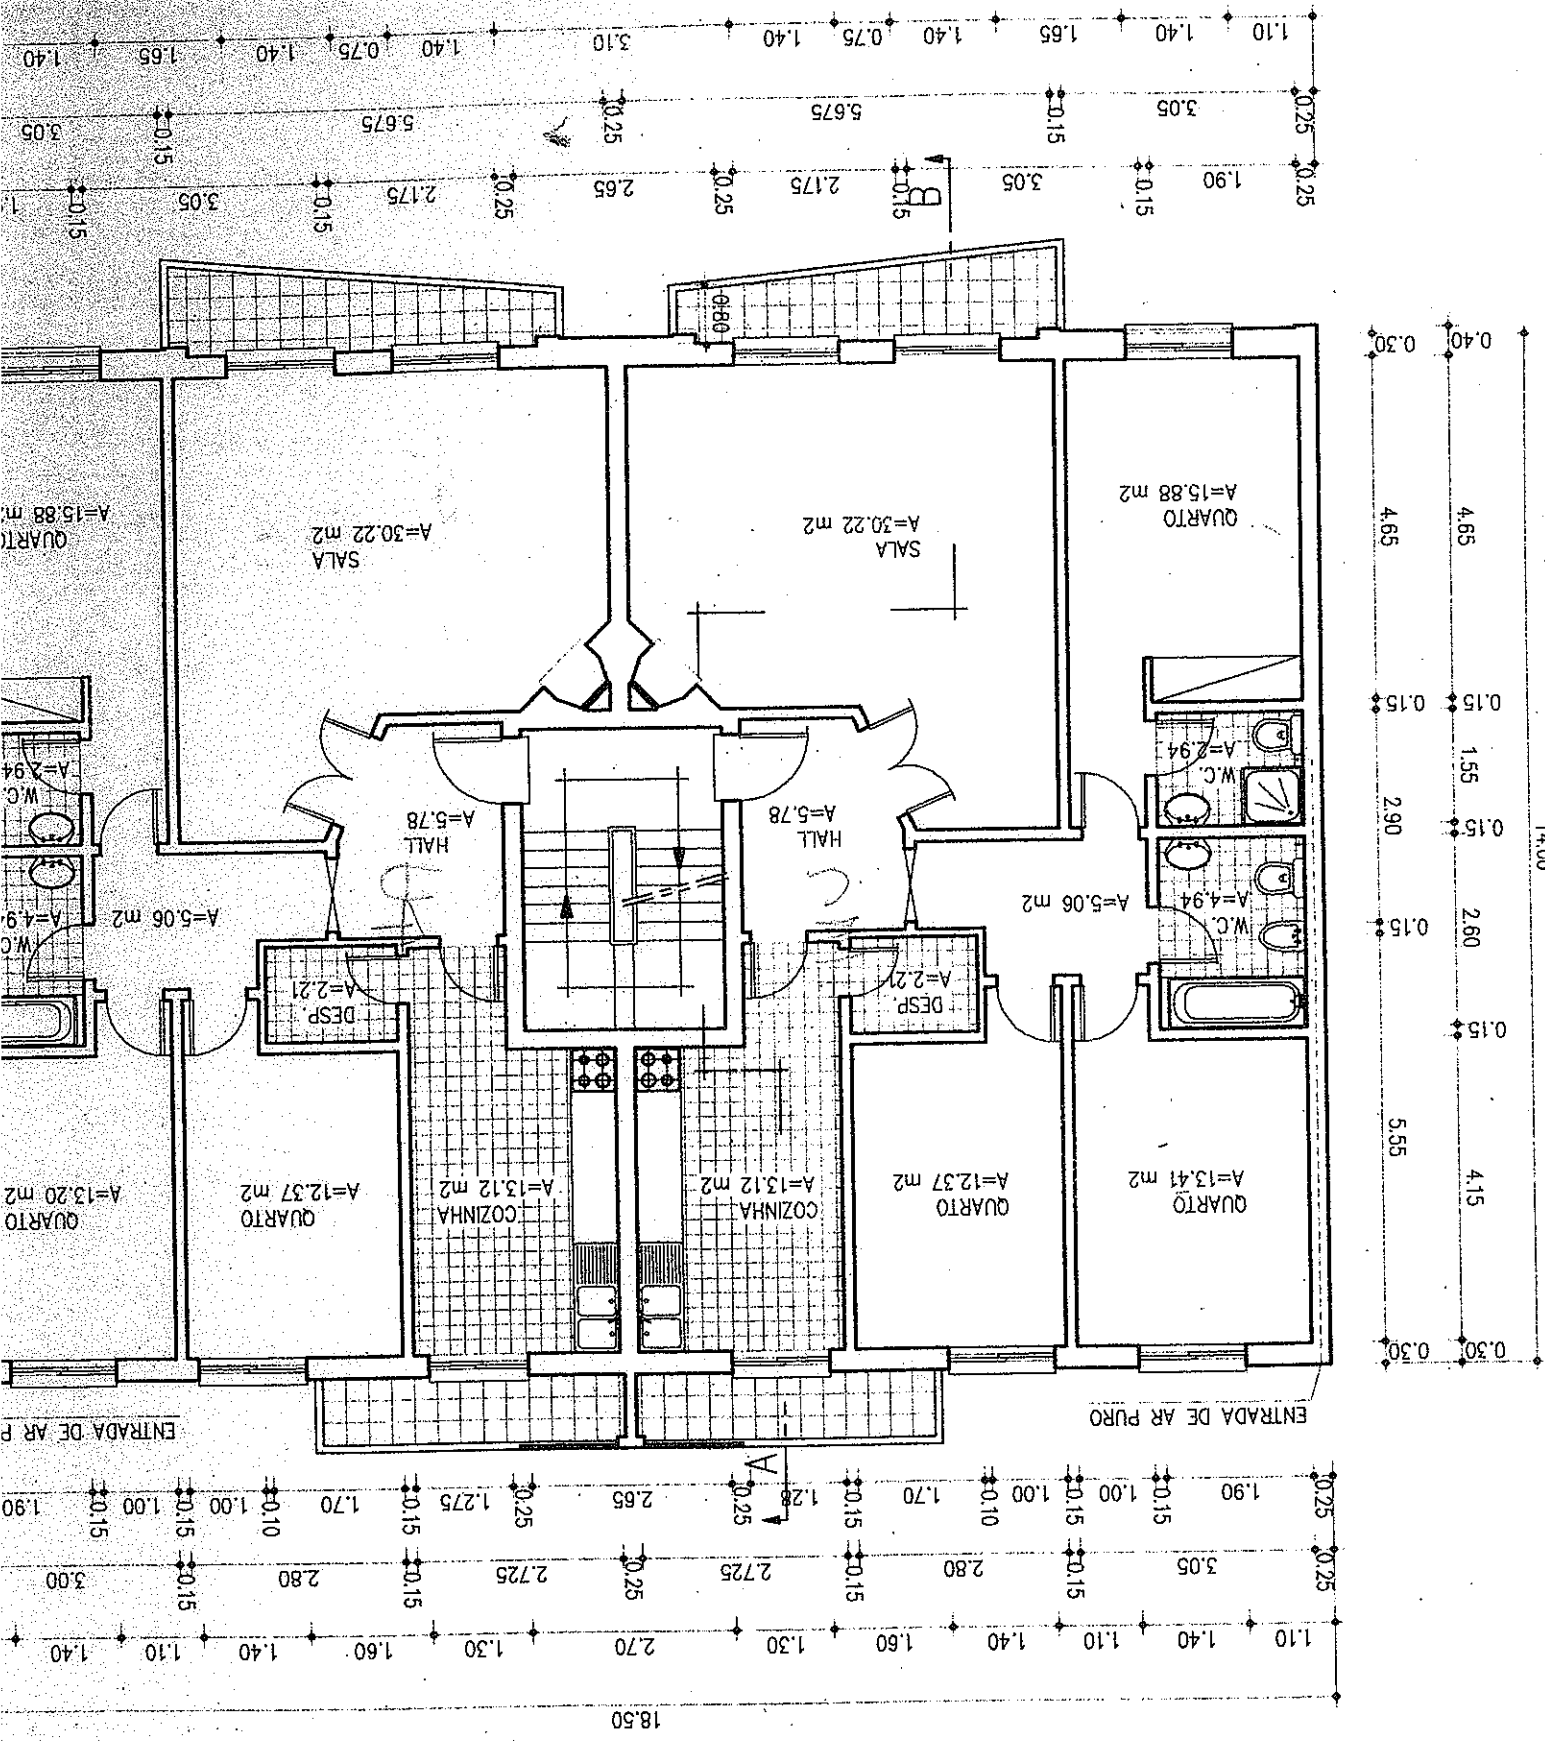 18.50
1.10 1.40 1.10 1.40 1.60 1.30 2.70 1.30 1.60 1.40 1.10 1.40
0.25 3.05 0.15 2.80 0.15 2.725 0.25 2.725 0.15 2.80 0.15 3.00
0.25 1.90 0.15 1.00 0.15 1.00 0.10 1.70 0.15 1.28 0.25 2.65 0.25 1.275 0.15 1.70 0.10 1.00 0.15 1.00 0.15 1.90
A
ENTRADA DE AR PURO
ENTRADA DE AR P
QUARTO
A=13.41 m2
QUARTO
A=12.37 m2
COZINHA
A=13.12 m2
COZINHA
A=13.12 m2
QUARTO
A=12.37 m2
QUARTO
A=13.20 m2
DESP.
A=2.21
DESP.
A=2.21
W.C.
A=4.94
A=5.06 m2
A=5.06 m2
W.C.
A=4.94
HALL
A=5.78
HALL
A=5.78
W.C.
A=2.94
W.C.
A=2.94
QUARTO
A=15.88 m2
SALA
A=30.22 m2
SALA
A=30.22 m2
QUARTO
A=15.88 m
0.80
B
0.25 1.90 0.15 3.05 0.15 2.175 0.25 2.65 0.25 2.175 0.15 3.05 0.15
0.25 3.05 0.15 5.675 0.25 5.675 0.15 3.05
1.10 1.40 1.65 1.40 0.75 1.40 3.10 1.40 0.75 1.40 1.65 1.40
14.00
0.30 4.15 0.15 2.60 0.15 1.55 0.15 4.65 0.40
0.30 5.55 0.15 2.90 0.15 4.65 0.30